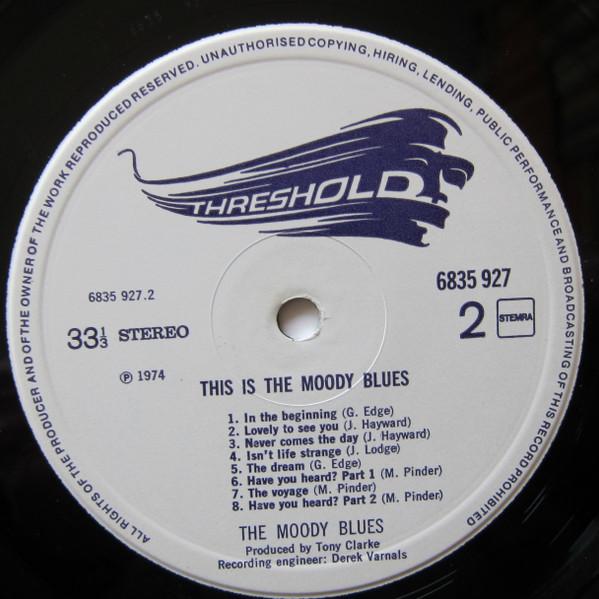 ALL RIGHTS OF THE PRODUCER AND OF THE OWNER OF THE WORK REPRODUCED RESERVED. UNAUTHORISED COPYING, HIRING, LENDING, PUBLIC PERFORMANCE AND BROADCASTING OF THIS RECORD PROHIBITED
THRESHOLD
6835 927.2
6835 927
33⅓ STEREO
2 STEMRA
Ⓟ 1974
THIS IS THE MOODY BLUES
1. In the beginning (G. Edge)
2. Lovely to see you (J. Hayward)
3. Never comes the day (J. Hayward)
4. Isn't life strange (J. Lodge)
5. The dream (G. Edge)
6. Have you heard? Part 1 (M. Pinder)
7. The voyage (M. Pinder)
8. Have you heard? Part 2 (M. Pinder)
THE MOODY BLUES
Produced by Tony Clarke
Recording engineer: Derek Varnals